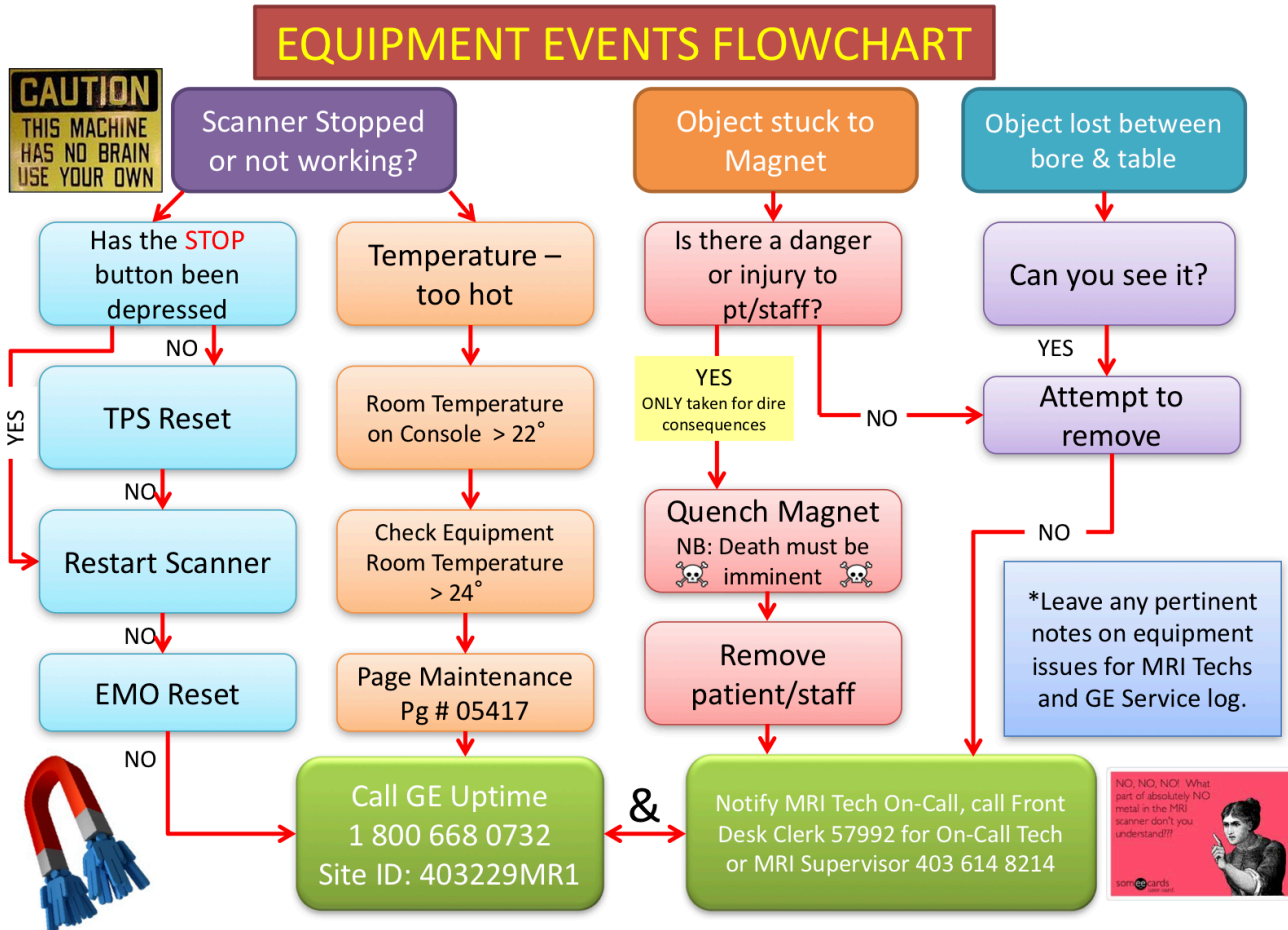 EQUIPMENT EVENTS FLOWCHART
CAUTION
THIS MACHINE
HAS NO BRAIN
USE YOUR OWN
Scanner Stopped
or not working?
Object stuck to
Magnet
Object lost between
bore & table
Has the STOP
button been
depressed
Temperature –
too hot
Is there a danger
or injury to
pt/staff?
Can you see it?
NO
YES
YES
ONLY taken for dire
consequences
YES
NO
TPS Reset
Room Temperature
on Console > 22°
Attempt to
remove
NO
NO
Restart Scanner
Check Equipment
Room Temperature
> 24°
Quench Magnet
NB: Death must be
imminent
*Leave any pertinent
notes on equipment
issues for MRI Techs
and GE Service log.
NO
EMO Reset
Page Maintenance
Pg # 05417
Remove
patient/staff
NO
Call GE Uptime
1 800 668 0732
Site ID: 403229MR1
&
Notify MRI Tech On-Call, call Front
Desk Clerk 57992 for On-Call Tech
or MRI Supervisor 403 614 8214
NO, NO, NO! What
part of absolutely NO
metal in the MRI
scanner don't you
understand???
someecards